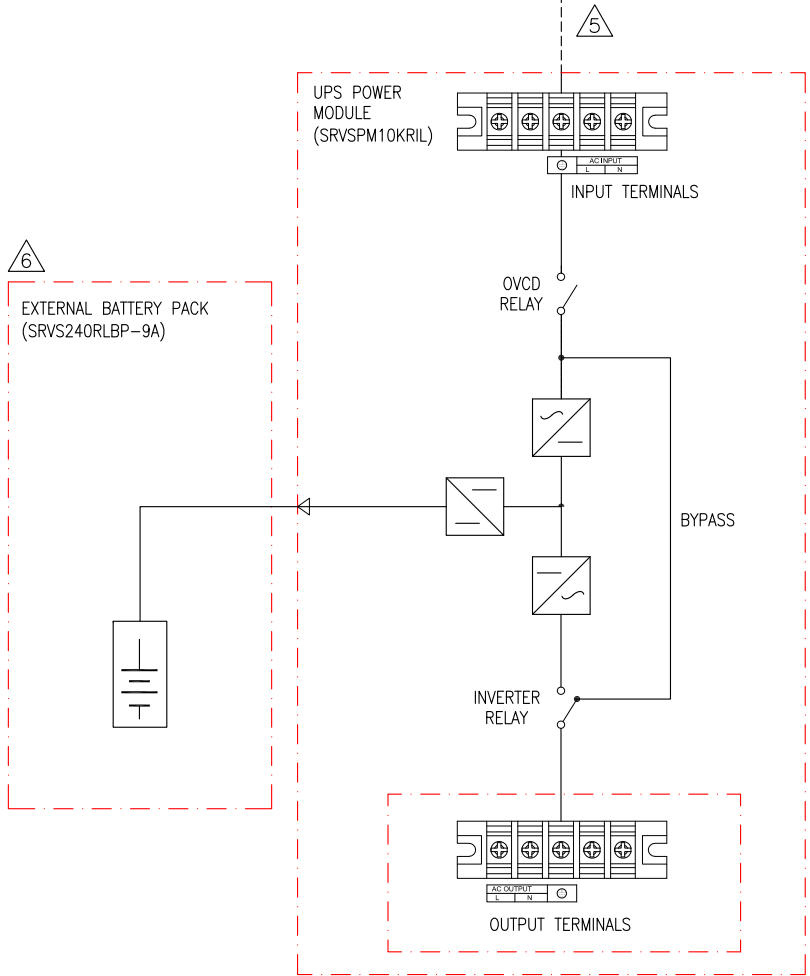 5
UPS POWER
MODULE
(SRVSPM10KRIL)
AC INPUT
L N
INPUT TERMINALS
6
EXTERNAL BATTERY PACK
(SRVS240RLBP-9A)
OVCD
RELAY
BYPASS
INVERTER
RELAY
AC OUTPUT
L N
OUTPUT TERMINALS